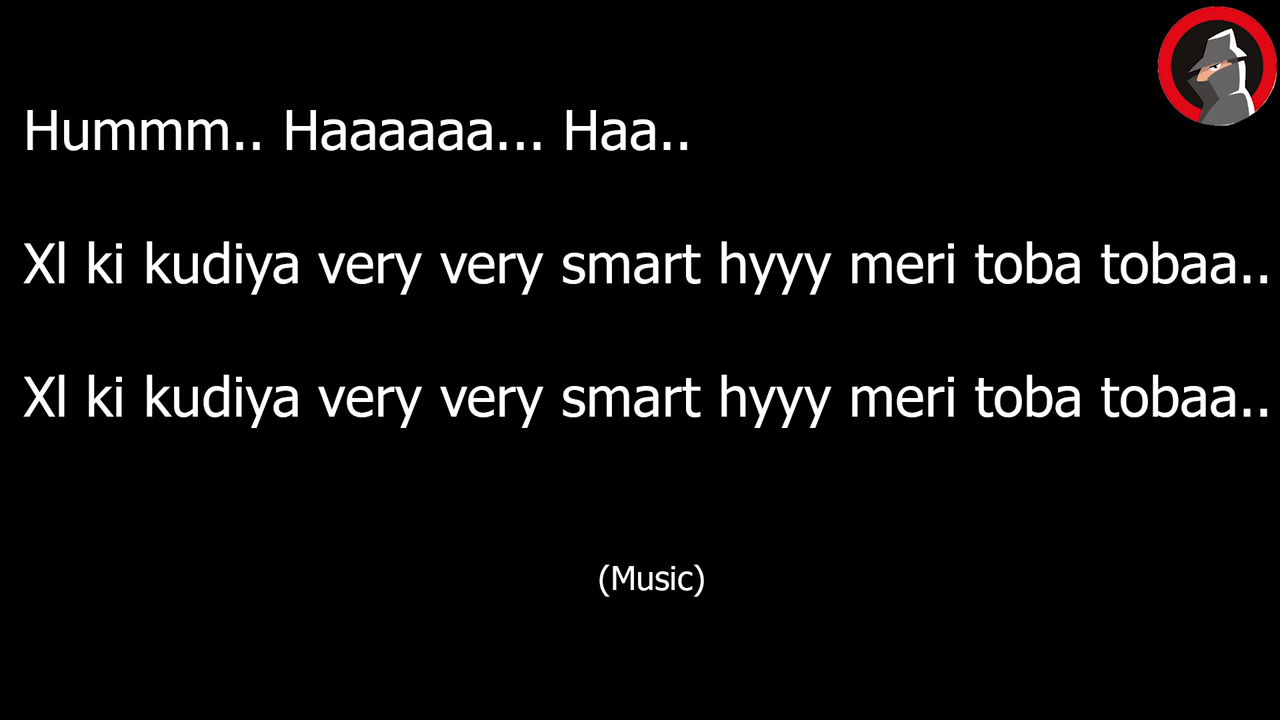 Hummm.. Haaaaaa... Haa..
Xl ki kudiya very very smart hyyy meri toba tobaa..
Xl ki kudiya very very smart hyyy meri toba tobaa..
(Music)